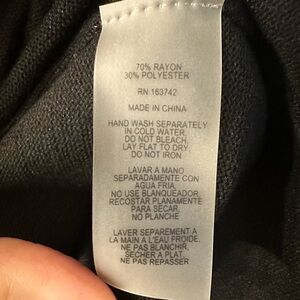 70% RAYON
30% POLYESTER
RN 163742
MADE IN CHINA
HAND WASH SEPARATELY
IN COLD WATER,
DO NOT BLEACH,
LAY FLAT TO DRY,
DO NOT IRON
LAVAR A MANO
SEPARADAMENTE CON
AGUA FRIA,
NO USE BLANQUEADOR,
RECOSTAR PLANAMENTE
PARA SECAR,
NO PLANCHE
LAVER SEPAREMENT A
LA MAIN A L'EAU FROIDE,
NE PAS BLANCHIR,
SECHER A PLAT,
NE PAS REPASSER